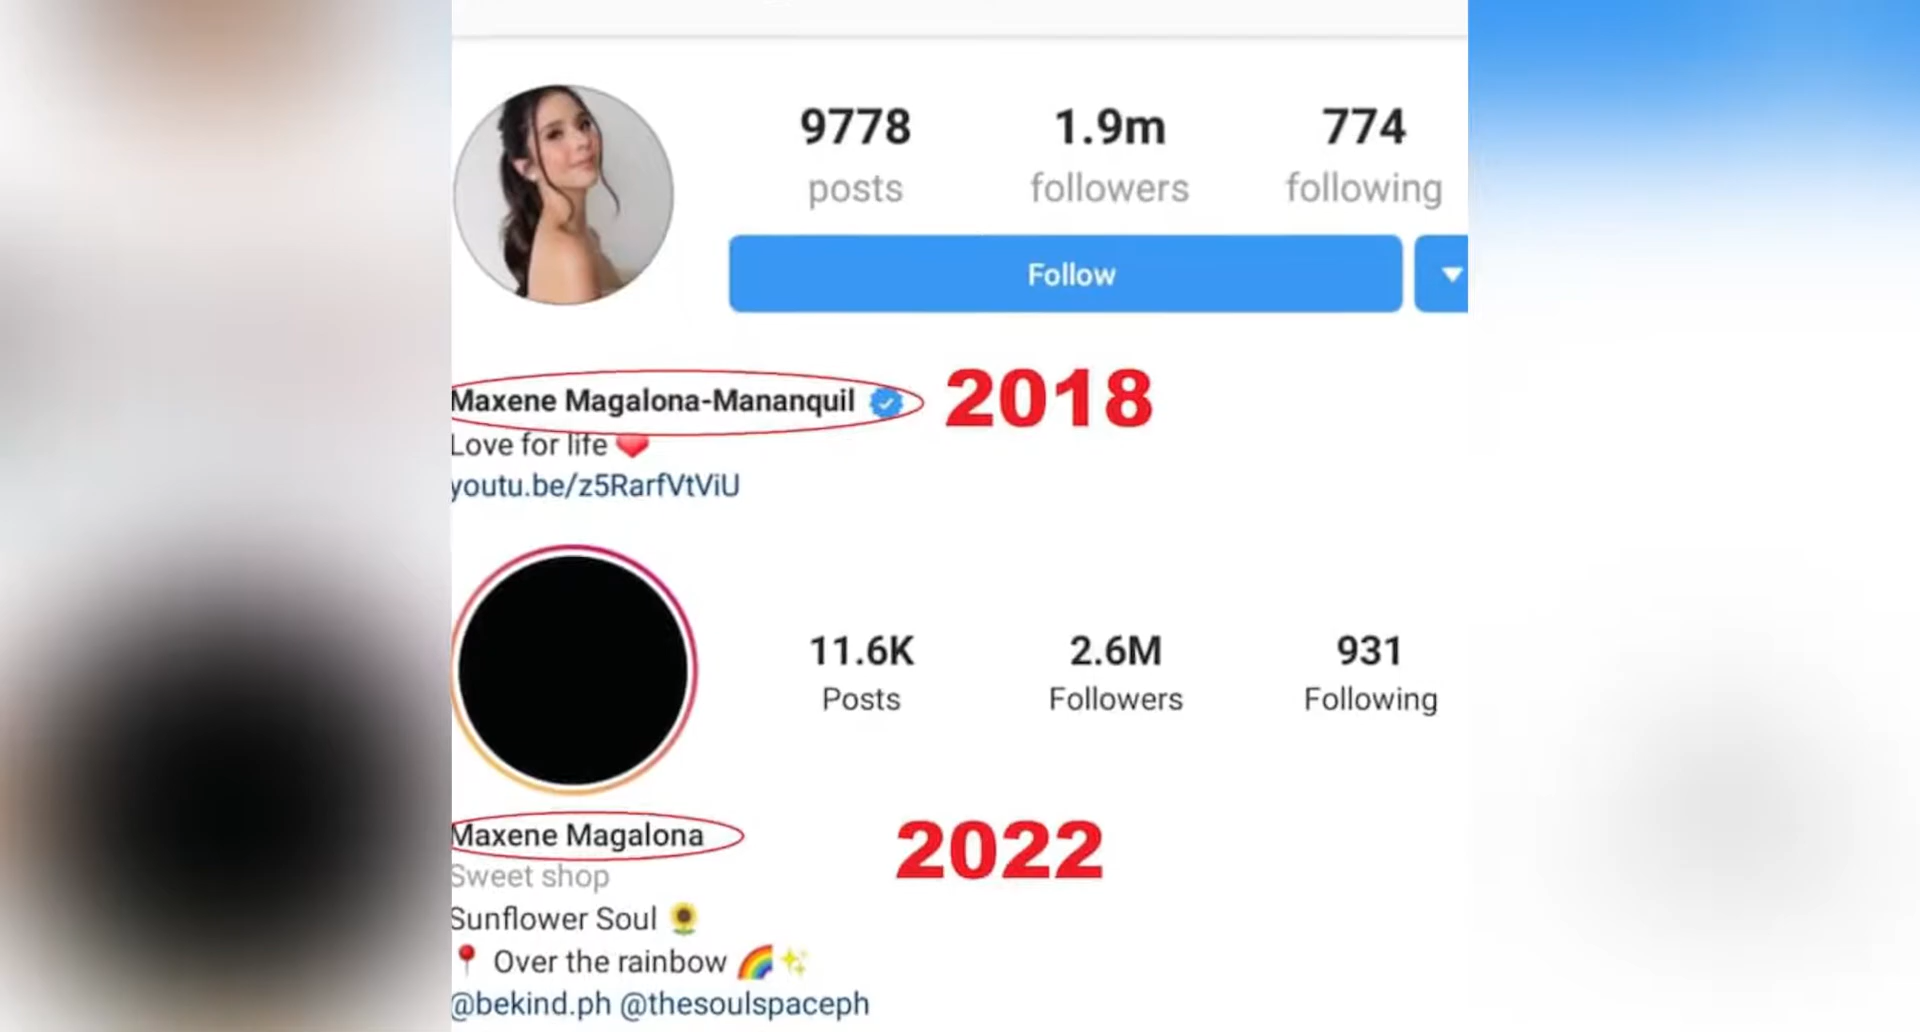 9778 1.9m 774
posts followers following
Follow
Maxene Magalona-Mananquil 2018
Love for life ❤️
youtu.be/z5RarfVtViU
11.6K 2.6M 931
Posts Followers Following
Maxene Magalona 2022
Sweet shop
Sunflower Soul 🌻
📍 Over the rainbow 🌈✨
@bekind.ph @thesoulspaceph